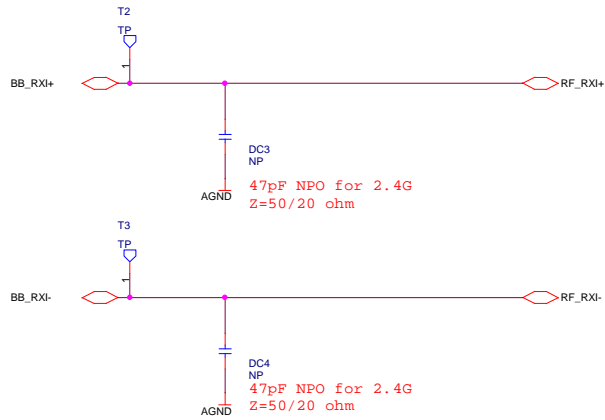 T2
TP
1
BB_RXI+
RF_RXI+
DC3
NP
AGND
47pF NPO for 2.4G
Z=50/20 ohm
T3
TP
1
BB_RXI-
RF_RXI-
DC4
NP
AGND
47pF NPO for 2.4G
Z=50/20 ohm